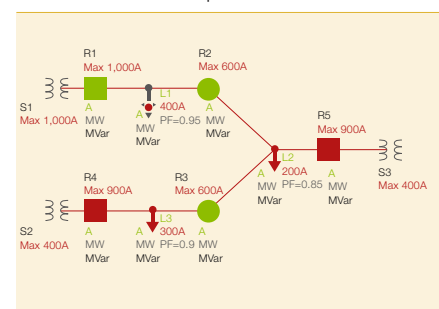 R1
Max 1,000A
R2
Max 600A
L1
400A
PF=0.95
A
MW
MVar
S1
Max 1,000A
A
MW
MVar
A
MW
MVar
R5
Max 900A
L2
200A
PF=0.85
A
MW
MVar
A
MW
MVar
S3
Max 400A
R4
Max 900A
R3
Max 600A
L3
300A
PF=0.9
S2
Max 400A
A
MW
MVar
A
MW
MVar
A
MW
MVar